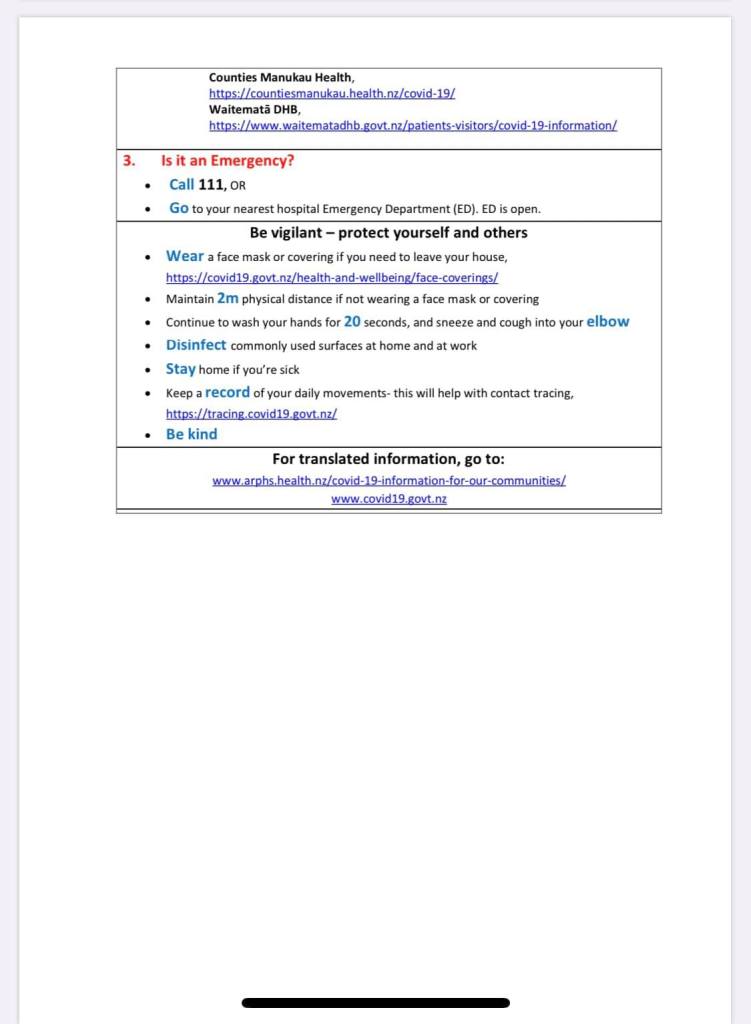 Counties Manukau Health,
https://countiesmanukau.health.nz/covid-19/
Waitematā DHB,
https://www.waitematadhb.govt.nz/patients-visitors/covid-19-information/
3. Is it an Emergency?
• Call 111, OR
• Go to your nearest hospital Emergency Department (ED). ED is open.
Be vigilant – protect yourself and others
• Wear a face mask or covering if you need to leave your house,
https://covid19.govt.nz/health-and-wellbeing/face-coverings/
• Maintain 2m physical distance if not wearing a face mask or covering
• Continue to wash your hands for 20 seconds, and sneeze and cough into your elbow
• Disinfect commonly used surfaces at home and at work
• Stay home if you're sick
• Keep a record of your daily movements- this will help with contact tracing,
https://tracing.covid19.govt.nz/
• Be kind
For translated information, go to:
www.arphs.health.nz/covid-19-information-for-our-communities/
www.covid19.govt.nz